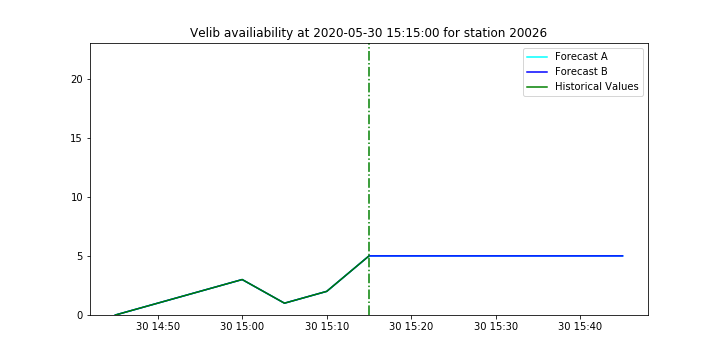 Velib availiability at 2020-05-30 15:15:00 for station 20026
Forecast A
Forecast B
Historical Values
20
15
10
5
0
30 14:50 30 15:00 30 15:10 30 15:20 30 15:30 30 15:40